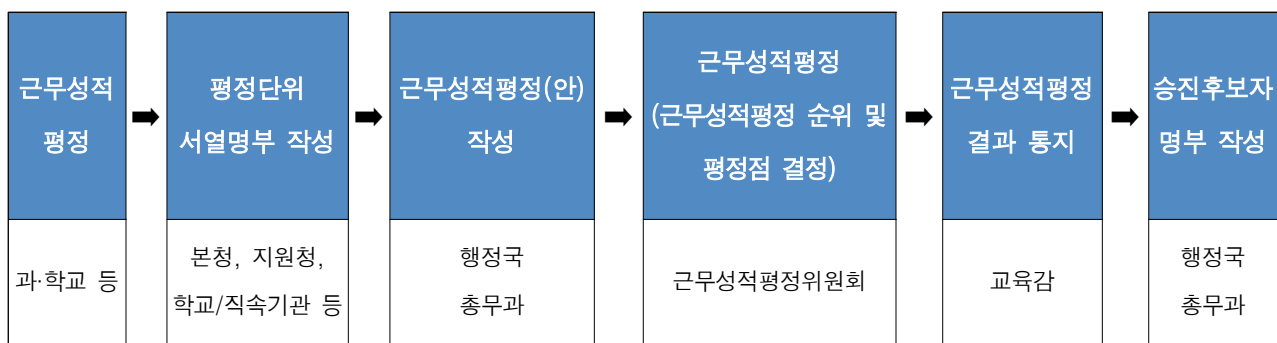 근무성적
평정
평정단위
서열명부 작성
근무성적평정(안)
작성
근무성적평정
(근무성적평정 순위 및
평정점 결정)
근무성적평정
결과 통지
승진후보자
명부 작성
과·학교 등
본청, 지원청,
학교/직속기관 등
행정국
총무과
근무성적평정위원회
교육감
행정국
총무과